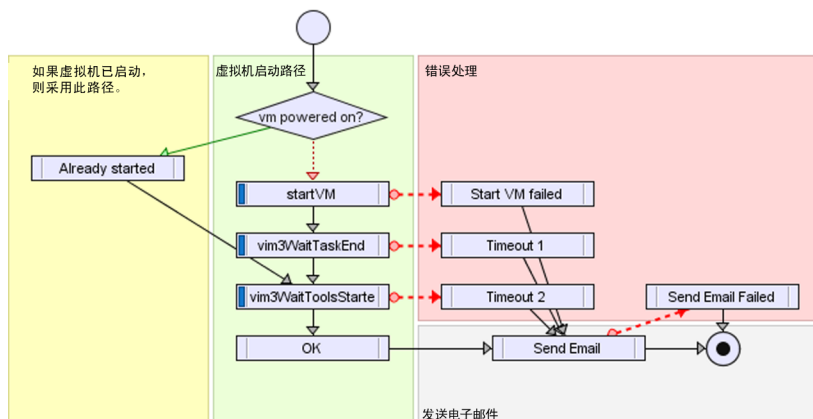 如果虚拟机已启动，
则采用此路径。
虚拟机启动路径
错误处理
vm powered on?
Already started
startVM
Start VM failed
vim3WaitTaskEnd
Timeout 1
vim3WaitToolsStarte
Timeout 2
Send Email Failed
OK
Send Email
发送电子邮件